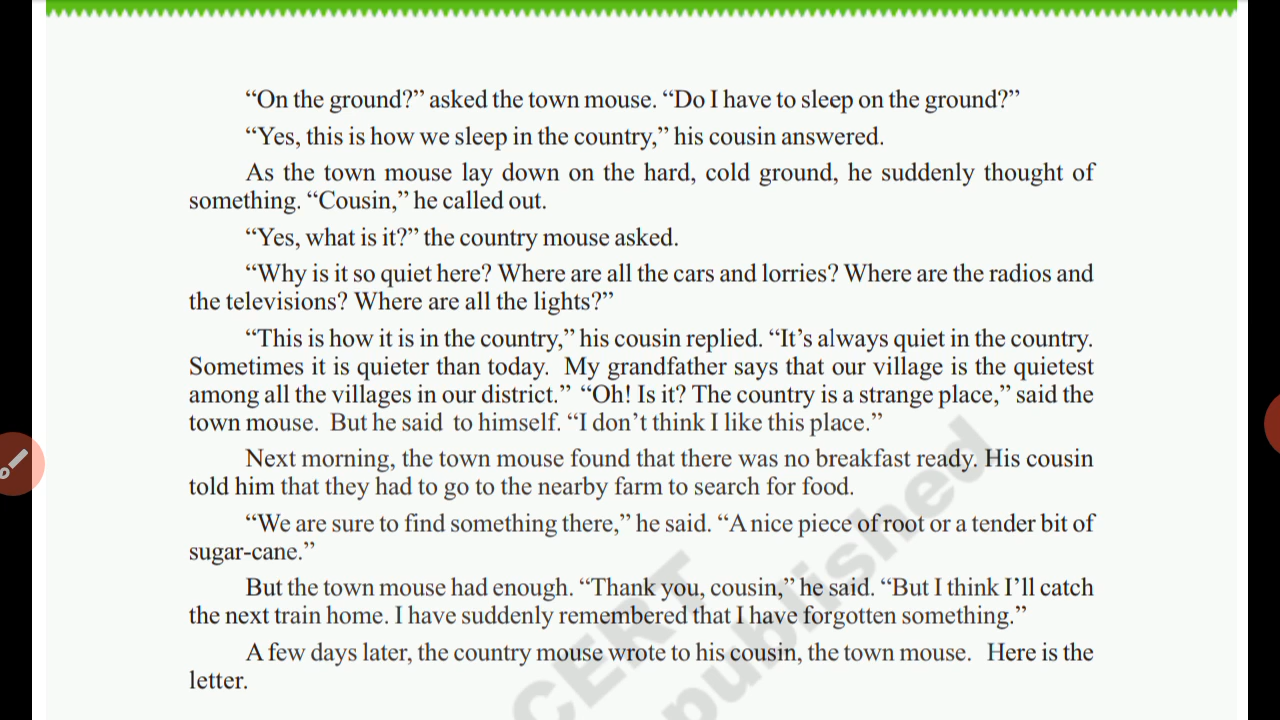 “On the ground?” asked the town mouse. “Do I have to sleep on the ground?”
“Yes, this is how we sleep in the country,” his cousin answered.
As the town mouse lay down on the hard, cold ground, he suddenly thought of
something. “Cousin,” he called out.
“Yes, what is it?” the country mouse asked.
“Why is it so quiet here? Where are all the cars and lorries? Where are the radios and
the televisions? Where are all the lights?”
“This is how it is in the country,” his cousin replied. “It’s always quiet in the country.
Sometimes it is quieter than today. My grandfather says that our village is the quietest
among all the villages in our district.” “Oh! Is it? The country is a strange place,” said the
town mouse. But he said to himself. “I don’t think I like this place.”
Next morning, the town mouse found that there was no breakfast ready. His cousin
told him that they had to go to the nearby farm to search for food.
“We are sure to find something there,” he said. “A nice piece of root or a tender bit of
sugar-cane.”
But the town mouse had enough. “Thank you, cousin,” he said. “But I think I’ll catch
the next train home. I have suddenly remembered that I have forgotten something.”
A few days later, the country mouse wrote to his cousin, the town mouse. Here is the
letter.
CERT
published